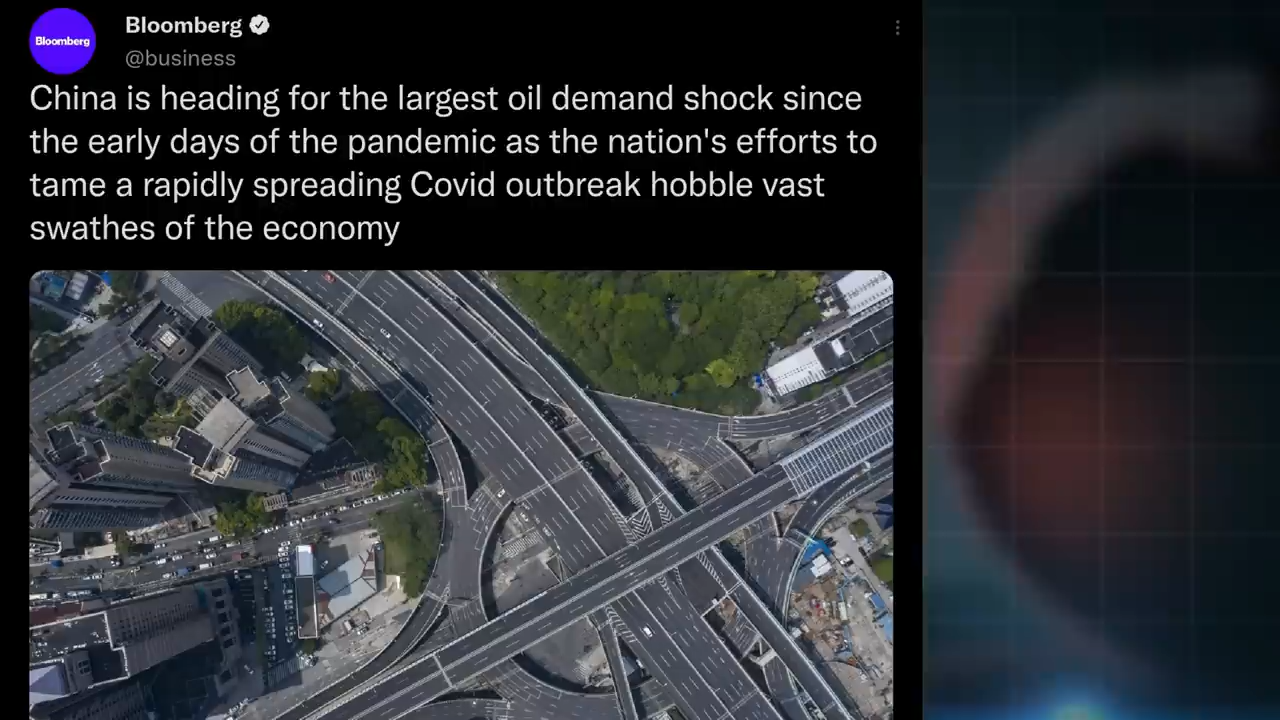 Bloomberg
Bloomberg
@business
China is heading for the largest oil demand shock since
the early days of the pandemic as the nation's efforts to
tame a rapidly spreading Covid outbreak hobble vast
swathes of the economy